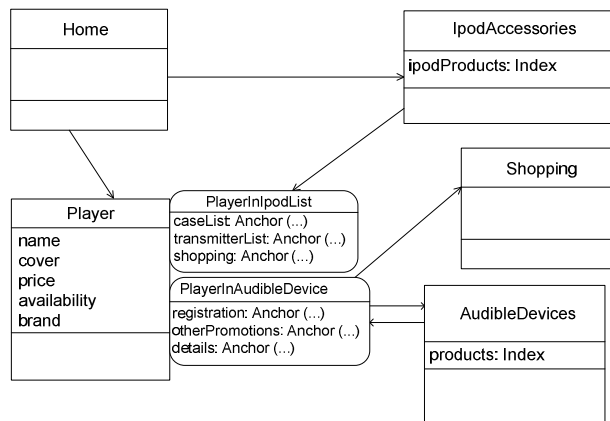 Home
IpodAccessories
ipodProducts: Index
Shopping
Player
name
cover
price
availability
brand
PlayerInIpodList
caseList: Anchor (...)
transmitterList: Anchor (...)
shopping: Anchor (...)
PlayerInAudibleDevice
registration: Anchor (...)
otherPromotions: Anchor (...)
details: Anchor (...)
AudibleDevices
products: Index